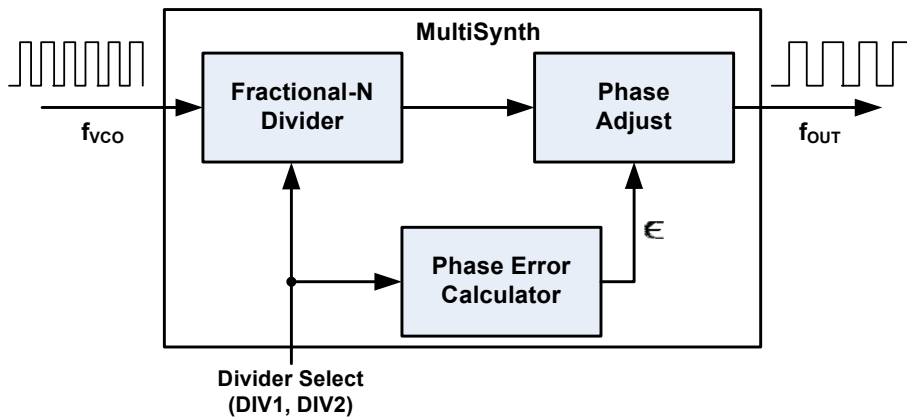 MultiSynth
Fractional-N
Divider
Phase
Adjust
fVCO
fOUT
ϵ
Phase Error
Calculator
Divider Select
(DIV1, DIV2)